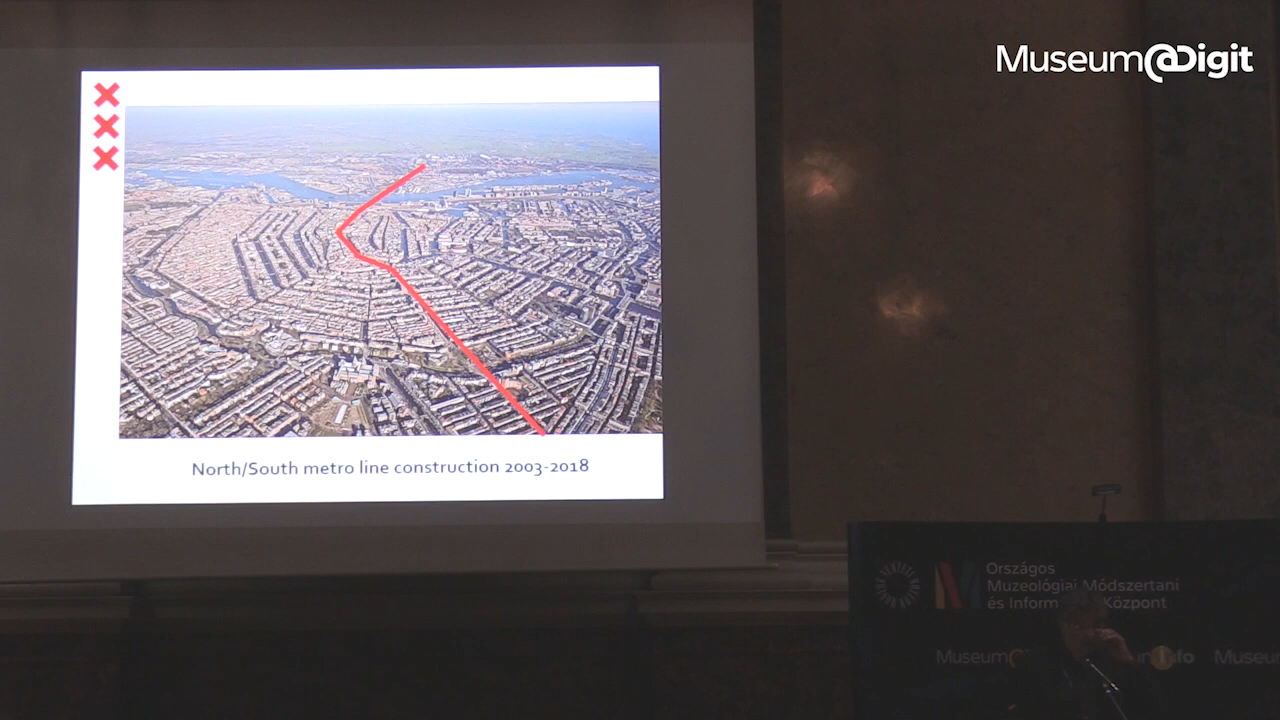 Museum@Digit
North/South metro line construction 2003-2018
Országos
Muzeológiai Módszertani
és Inform Központ
Museum
Info
Museu